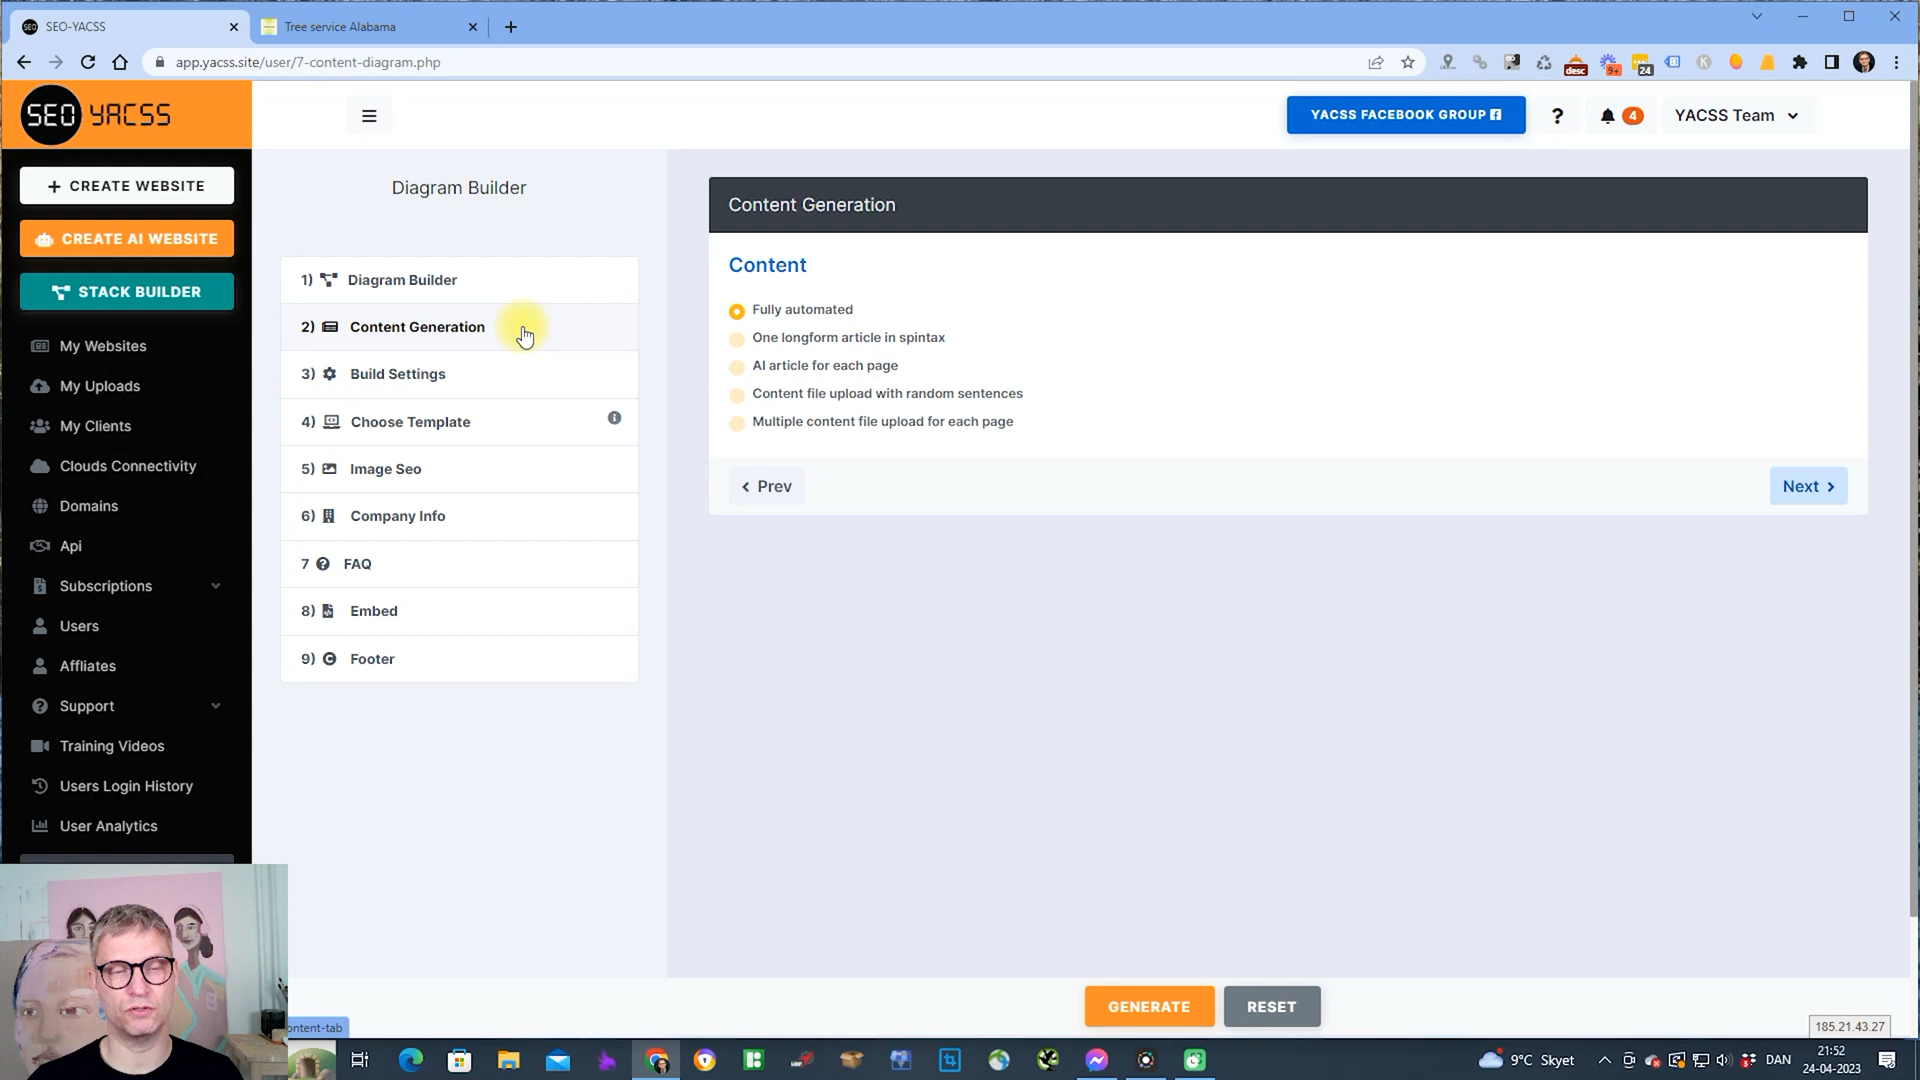 SEO-YACSS
Tree service Alabama
app.yacss.site/user/7-content-diagram.php
desc
9+
24
SEO YACSS
YACSS FACEBOOK GROUP
?
4
YACSS Team
+ CREATE WEBSITE
CREATE AI WEBSITE
STACK BUILDER
My Websites
My Uploads
My Clients
Clouds Connectivity
Domains
Api
Subscriptions
Users
Affliates
Support
Training Videos
Users Login History
User Analytics
Diagram Builder
1) Diagram Builder
2) Content Generation
3) Build Settings
4) Choose Template
5) Image Seo
6) Company Info
7 FAQ
8) Embed
9) Footer
Content Generation
Content
Fully automated
One longform article in spintax
AI article for each page
Content file upload with random sentences
Multiple content file upload for each page
Prev
Next
GENERATE
RESET
ontent-tab
185.21.43.27
9°C Skyet
DAN
21:52
24-04-2023